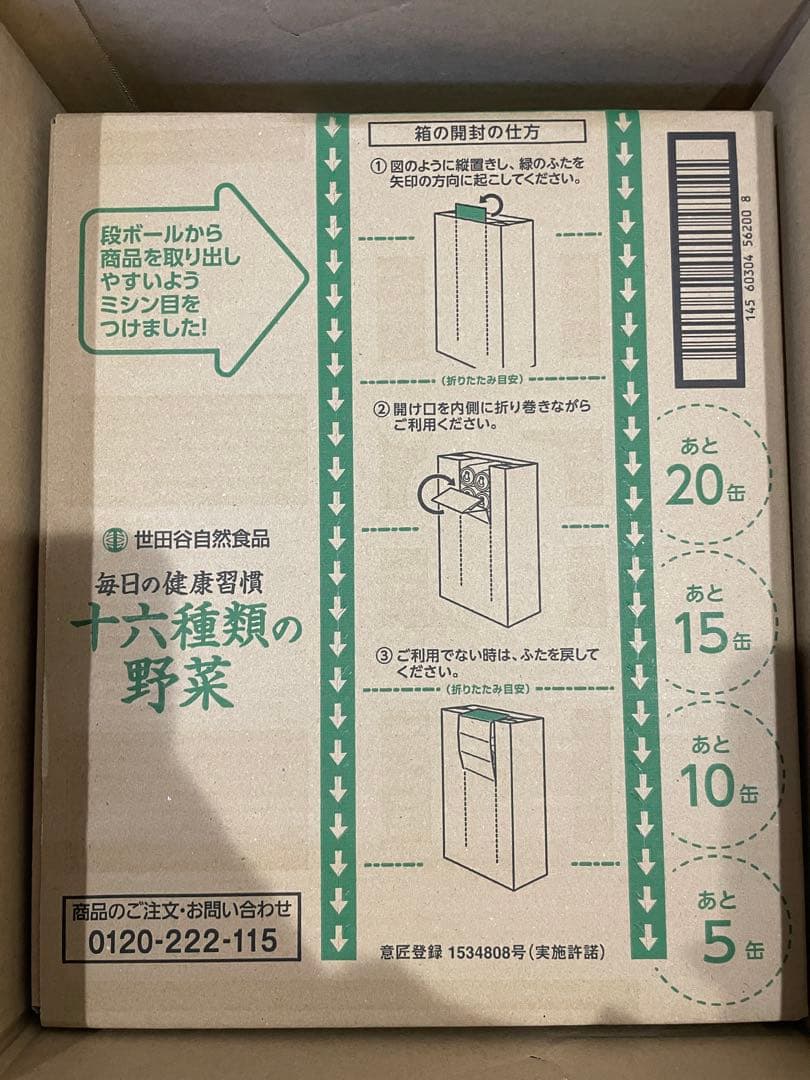 箱の開封の仕方
① 図のように縦置きし、緑のふたを
矢印の方向に起こしてください。
段ボールから
商品を取り出し
やすいよう
ミシン目を
つけました!
(折りたたみ目安)
② 開け口を内側に折り巻きながら
ご利用ください。
世田谷自然食品
毎日の健康習慣
十六種類の
野菜
③ ご利用でない時は、ふたを戻して
ください。
(折りたたみ目安)
商品のご注文・お問い合わせ
0120-222-115
意匠登録 1534808号(実施許諾)
145 60304 56200 8
あと
20缶
あと
15缶
あと
10缶
あと
5缶